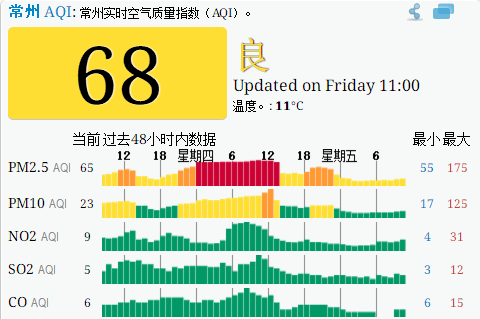 常州 AQI: 常州实时空气质量指数（AQI）。
68
良
Updated on Friday 11:00
温度。: 11°C
当前 过去48小时内数据 最小 最大
12 18 星期四 6 12 星期五 6
PM2.5 AQI 65 55 175
PM10 AQI 23 17 125
NO2 AQI 9 4 31
SO2 AQI 5 3 12
CO AQI 6 6 15